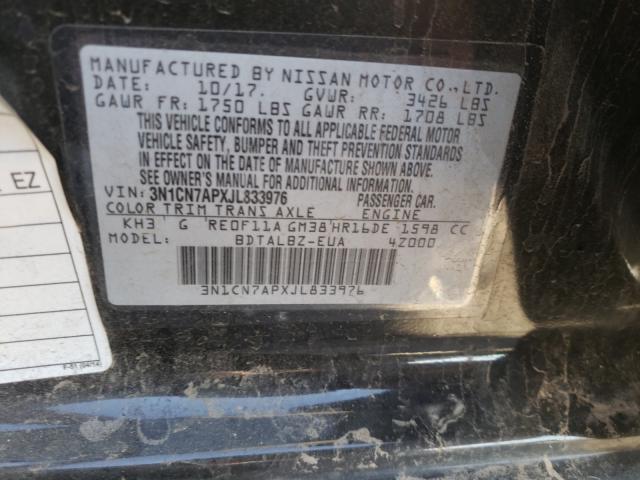 MANUFACTURED BY NISSAN MOTOR CO., LTD.
DATE: 10/17. GVWR: 3426 LBS
GAWR FR: 1750 LBS GAWR RR: 1708 LBS
THIS VEHICLE CONFORMS TO ALL APPLICABLE FEDERAL MOTOR
VEHICLE SAFETY, BUMPER AND THEFT PREVENTION STANDARDS
IN EFFECT ON THE DATE OF MANUFACTURE SHOWN ABOVE.
SEE OWNER'S MANUAL FOR ADDITIONAL INFORMATION.
VIN: 3N1CN7APXJL833976 PASSENGER CAR.
COLOR TRIM TRANS AXLE ENGINE
KH3 G RE0F11A GM38 HR16DE 1598 CC
MODEL: BDTALBZ-EUA 4Z000
3N1CN7APXJL833976
EZ